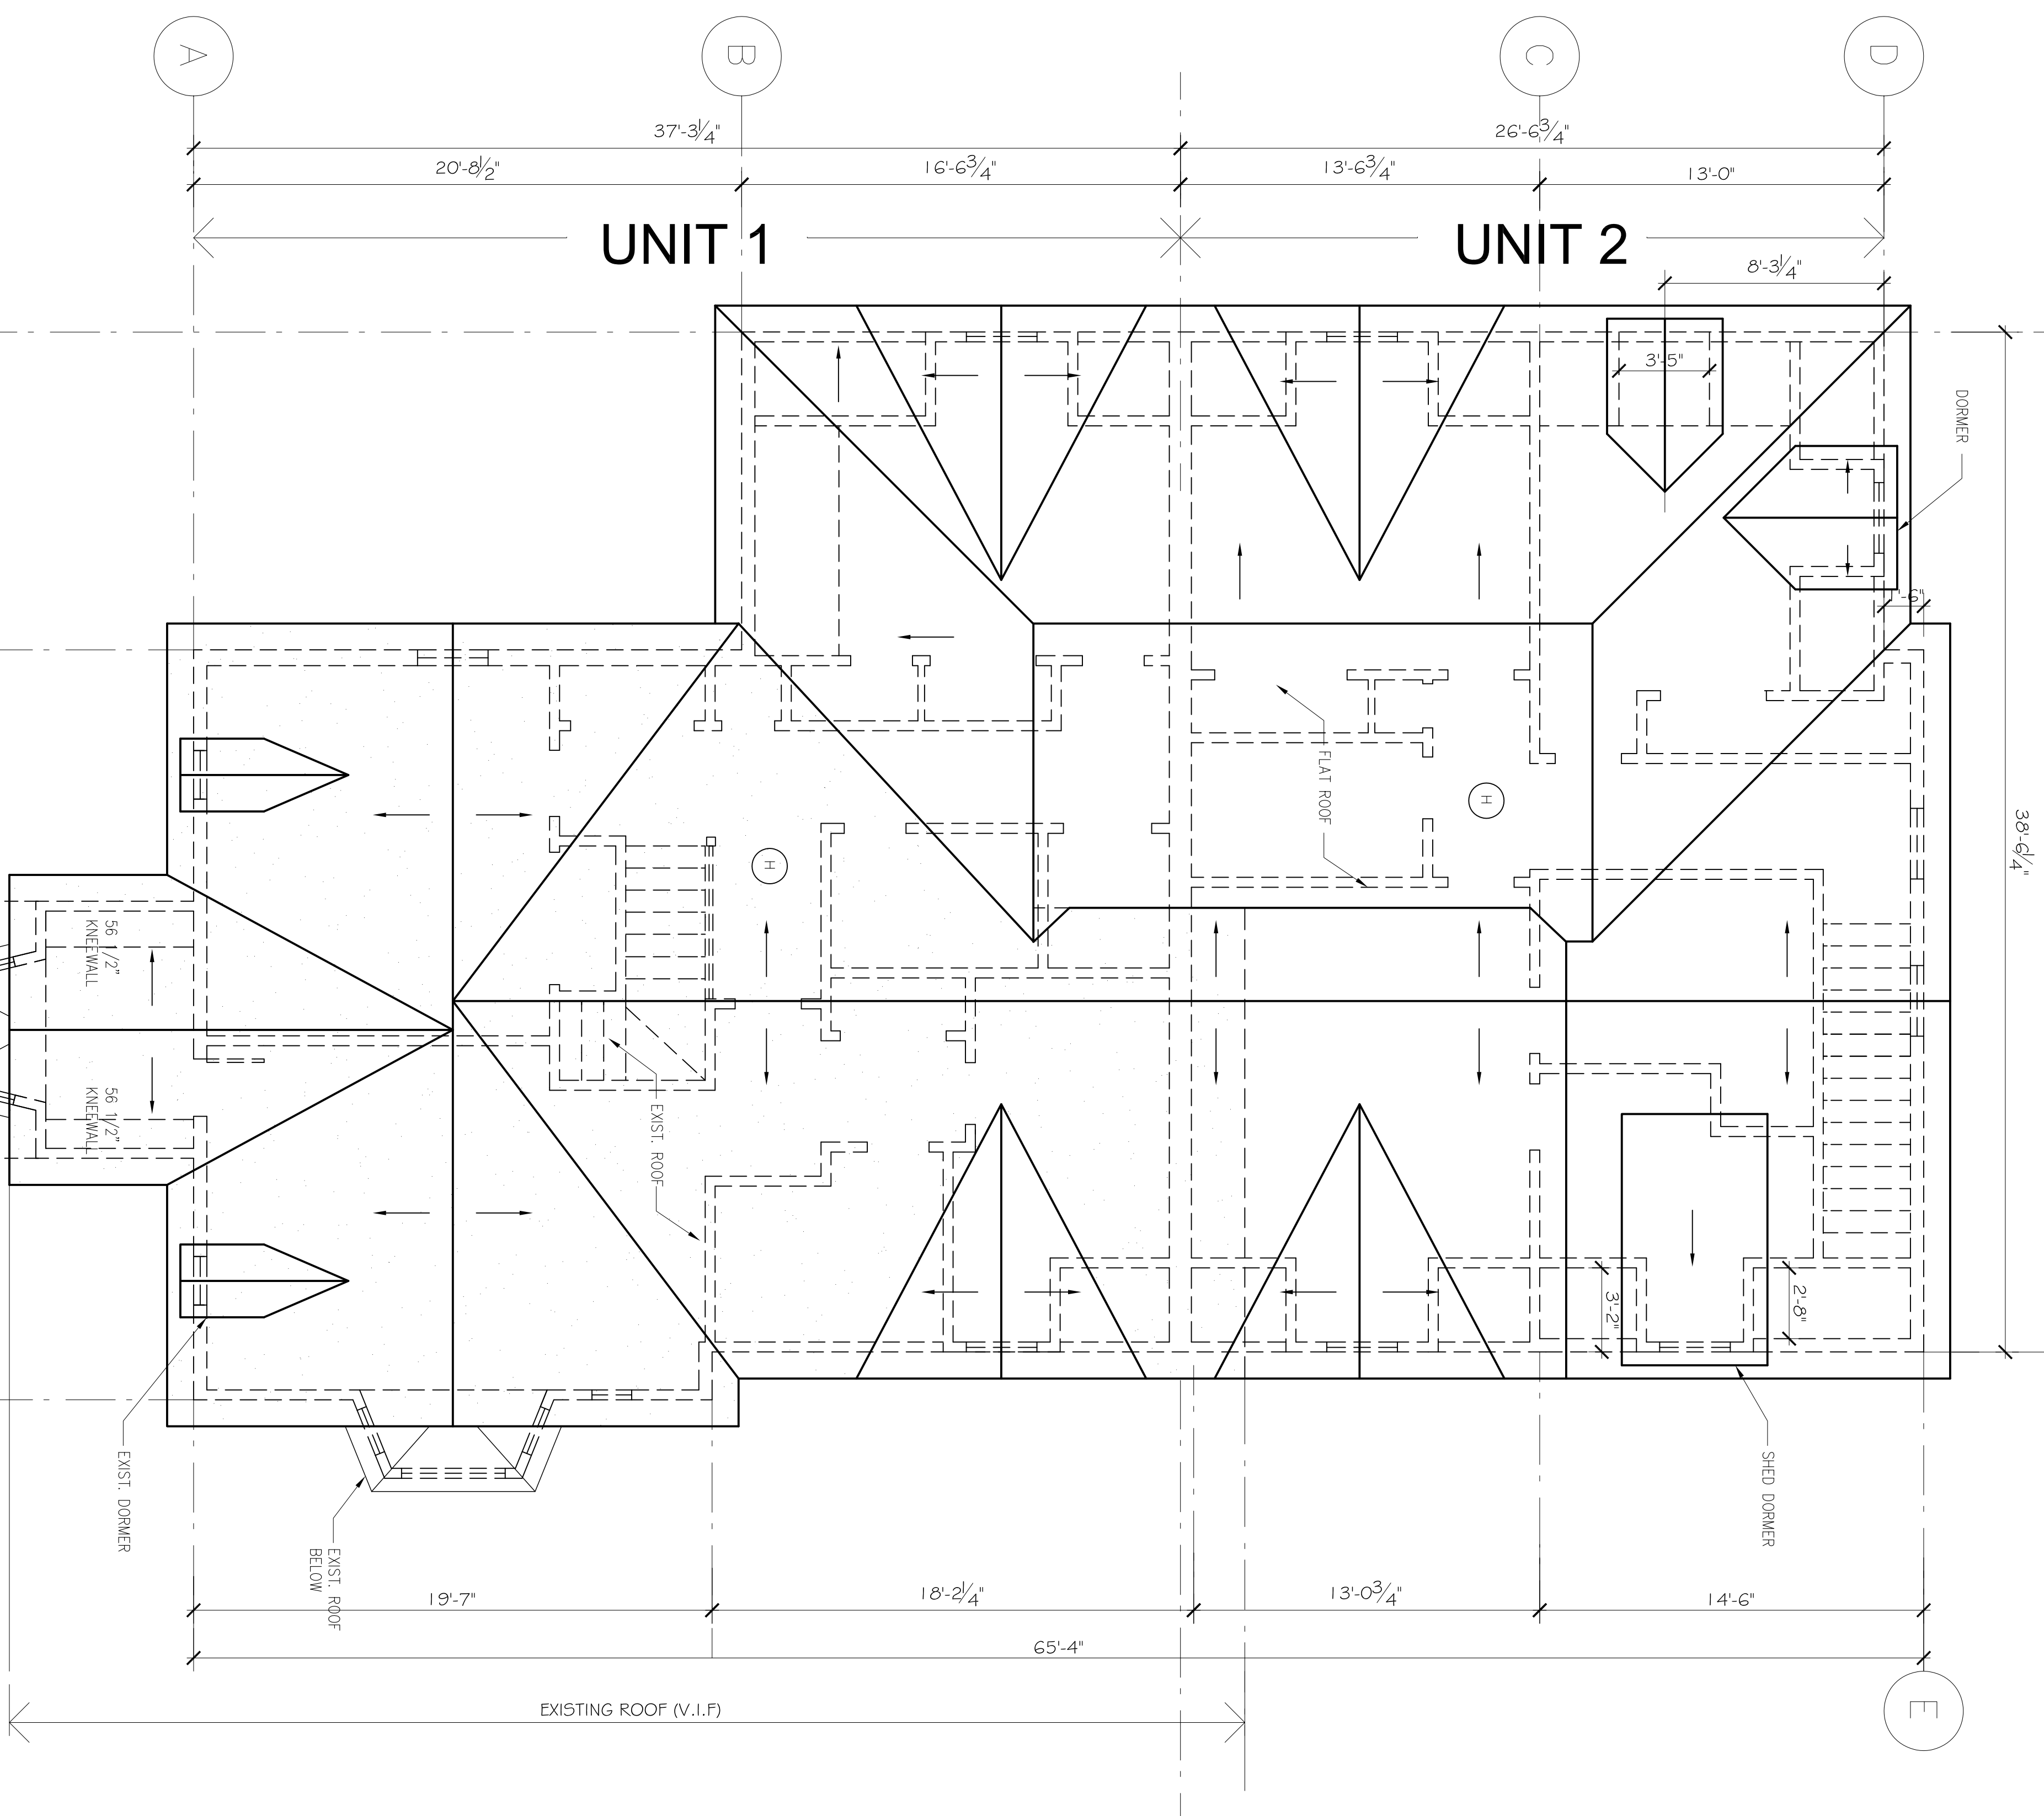 A
B
C
D
37'-3 1/4"
26'-6 3/4"
20'-8 1/2"
16'-6 3/4"
13'-6 3/4"
13'-0"
UNIT 1
UNIT 2
8'-3 1/4"
3'-5"
DORMER
1'-6"
FLAT ROOF
H
H
38'-6 1/4"
56 1/2"
KNEEWALL
56 1/2"
KNEEWALL
EXIST. ROOF
3'-2"
2'-8"
EXIST. DORMER
EXIST. ROOF
BELOW
SHED DORMER
19'-7"
18'-2 1/4"
13'-0 3/4"
14'-6"
65'-4"
EXISTING ROOF (V.I.F)
E